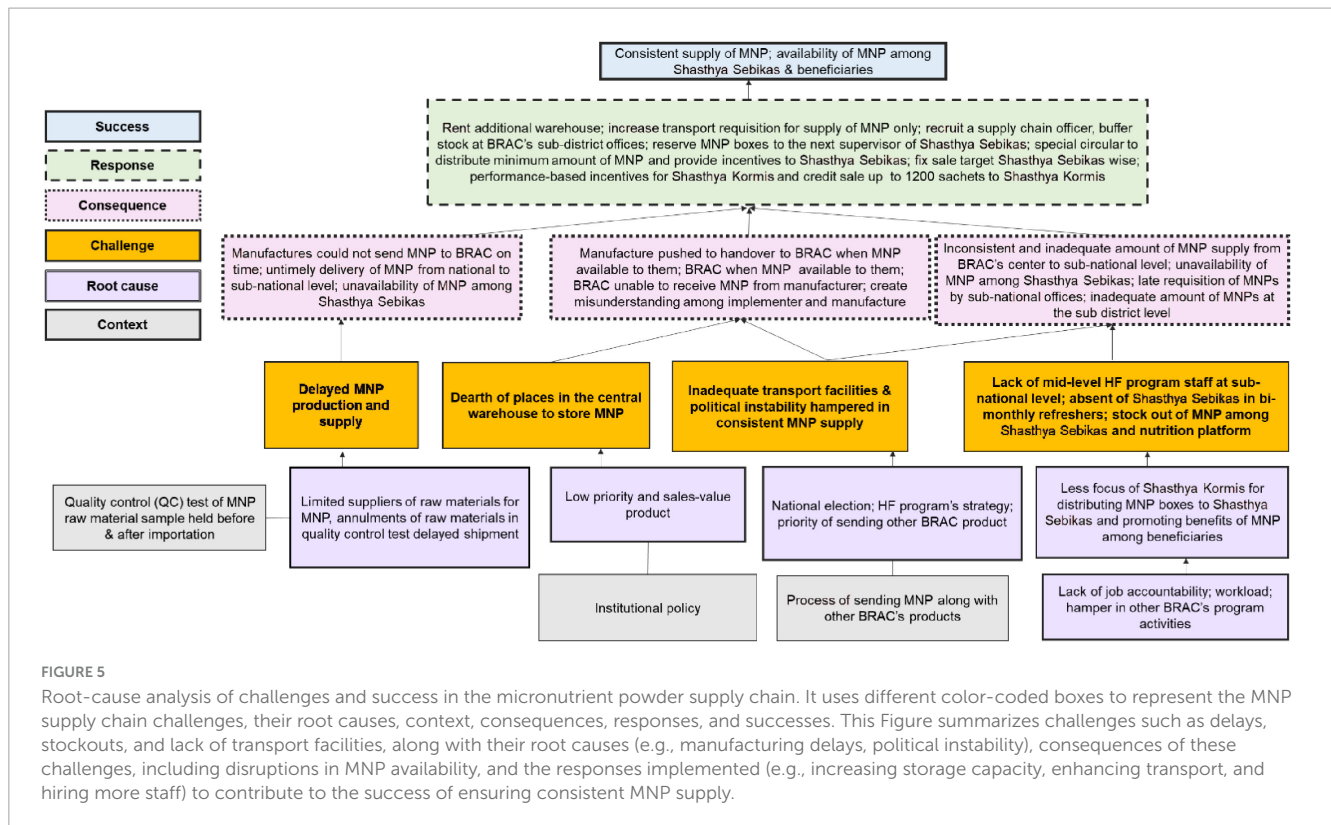 Consistent supply of MNP; availability of MNP among
Shasthya Sebikas & beneficiaries
Success
Response
Consequence
Challenge
Root cause
Context
Rent additional warehouse; increase transport requisition for supply of MNP only; recruit a supply chain officer, buffer
stock at BRAC's sub-district offices; reserve MNP boxes to the next supervisor of Shasthya Sebikas; special circular to
distribute minimum amount of MNP and provide incentives to Shasthya Sebikas; fix sale target Shasthya Sebikas wise;
performance-based incentives for Shasthya Kormis and credit sale up to 1200 sachets to Shasthya Kormis
Manufactures could not send MNP to BRAC on
time; untimely delivery of MNP from national to
sub-national level; unavailability of MNP among
Shasthya Sebikas
Manufacture pushed to handover to BRAC when MNP
available to them; BRAC when MNP available to them;
BRAC unable to receive MNP from manufacturer; create
misunderstanding among implementer and manufacture
Inconsistent and inadequate amount of MNP supply from
BRAC's center to sub-national level; unavailability of
MNP among Shasthya Sebikas; late requisition of MNPs
by sub-national offices; inadequate amount of MNPs at
the sub district level
Delayed MNP
production and
supply
Dearth of places in the central
warehouse to store MNP
Inadequate transport facilities &
political instability hampered in
consistent MNP supply
Lack of mid-level HF program staff at sub-
national level; absent of Shasthya Sebikas in bi-
monthly refreshers; stock out of MNP among
Shasthya Sebikas and nutrition platform
Quality control (QC) test of MNP
raw material sample held before
& after importation
Limited suppliers of raw materials for
MNP, annulments of raw materials in
quality control test delayed shipment
Low priority and sales-value
product
National election; HF program's strategy;
priority of sending other BRAC product
Less focus of Shasthya Kormis for
distributing MNP boxes to Shasthya
Sebikas and promoting benefits of MNP
among beneficiaries
Institutional policy
Process of sending MNP along with
other BRAC's products
Lack of job accountability; workload;
hamper in other BRAC's program
activities
FIGURE 5
Root-cause analysis of challenges and success in the micronutrient powder supply chain. It uses different color-coded boxes to represent the MNP
supply chain challenges, their root causes, context, consequences, responses, and successes. This Figure summarizes challenges such as delays,
stockouts, and lack of transport facilities, along with their root causes (e.g., manufacturing delays, political instability), consequences of these
challenges, including disruptions in MNP availability, and the responses implemented (e.g., increasing storage capacity, enhancing transport, and
hiring more staff) to contribute to the success of ensuring consistent MNP supply.